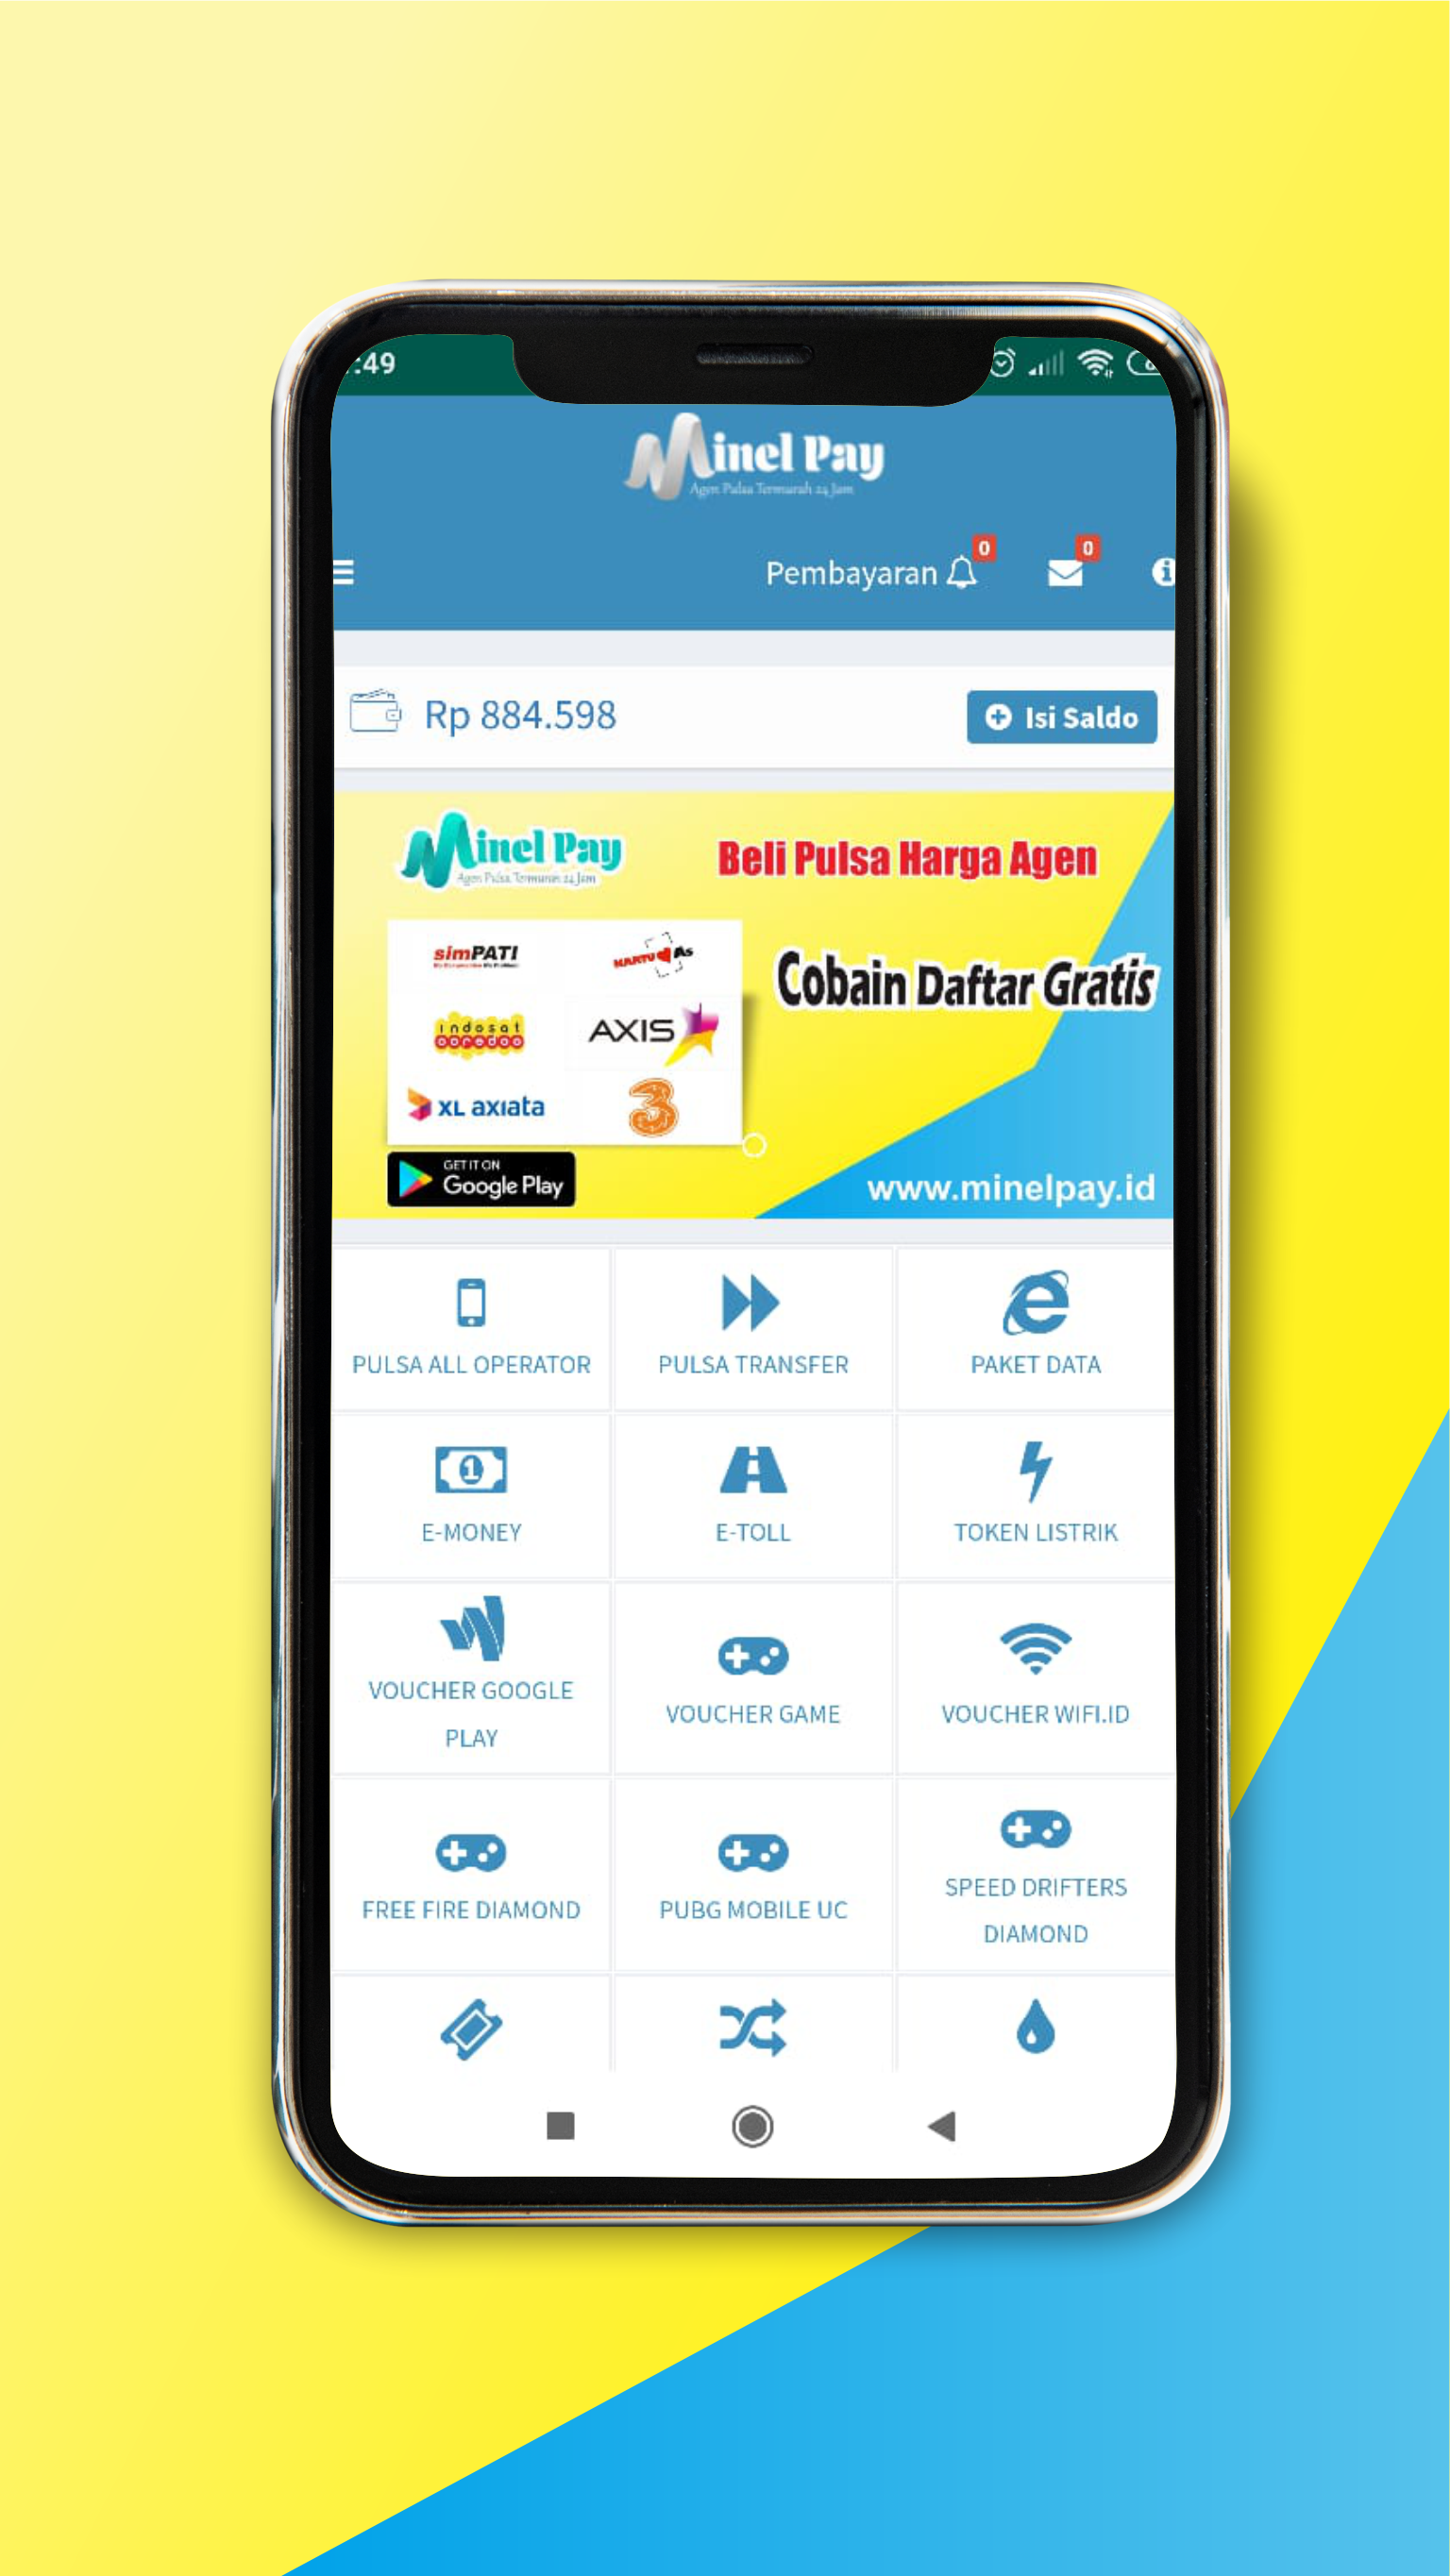 :49
Minel Pay
Agen Pulsa Termurah 24 Jam
Pembayaran
0
0
Rp 884.598
Isi Saldo
Minel Pay
Agen Pulsa Termurah 24 Jam
Beli Pulsa Harga Agen
simPATI
KARTU As
Cobain Daftar Gratis
indosat
ooredoo
AXIS
XL axiata
3
GET IT ON
Google Play
www.minelpay.id
PULSA ALL OPERATOR
PULSA TRANSFER
PAKET DATA
1
E-MONEY
E-TOLL
TOKEN LISTRIK
VOUCHER GOOGLE
PLAY
VOUCHER GAME
VOUCHER WIFI.ID
FREE FIRE DIAMOND
PUBG MOBILE UC
SPEED DRIFTERS
DIAMOND